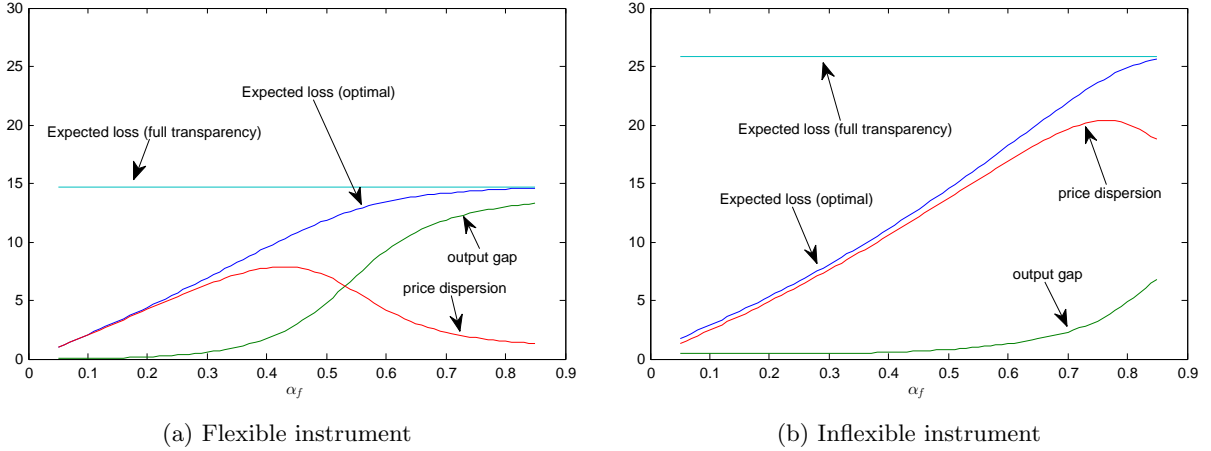 30
25
20
15
10
5
0
Expected loss (optimal)
Expected loss (full transparency)
output gap
price dispersion
0 0.1 0.2 0.3 0.4 0.5 0.6 0.7 0.8 0.9
α_f
(a) Flexible instrument
30
25
20
15
10
5
0
Expected loss (full transparency)
Expected loss (optimal)
price dispersion
output gap
0 0.1 0.2 0.3 0.4 0.5 0.6 0.7 0.8 0.9
α_f
(b) Inflexible instrument